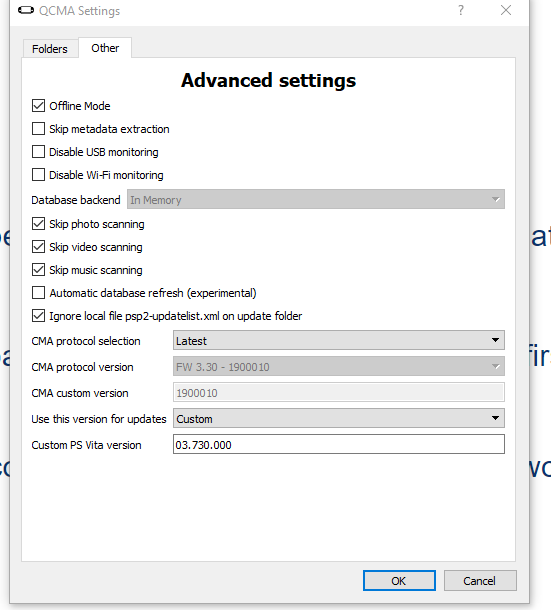 QCMA Settings
Folders
Other
Advanced settings
Offline Mode
Skip metadata extraction
Disable USB monitoring
Disable Wi-Fi monitoring
Database backend In Memory
Skip photo scanning
Skip video scanning
Skip music scanning
Automatic database refresh (experimental)
Ignore local file psp2-updatelist.xml on update folder
CMA protocol selection Latest
CMA protocol version FW 3.30 - 1900010
CMA custom version 1900010
Use this version for updates Custom
Custom PS Vita version 03.730.000
OK Cancel